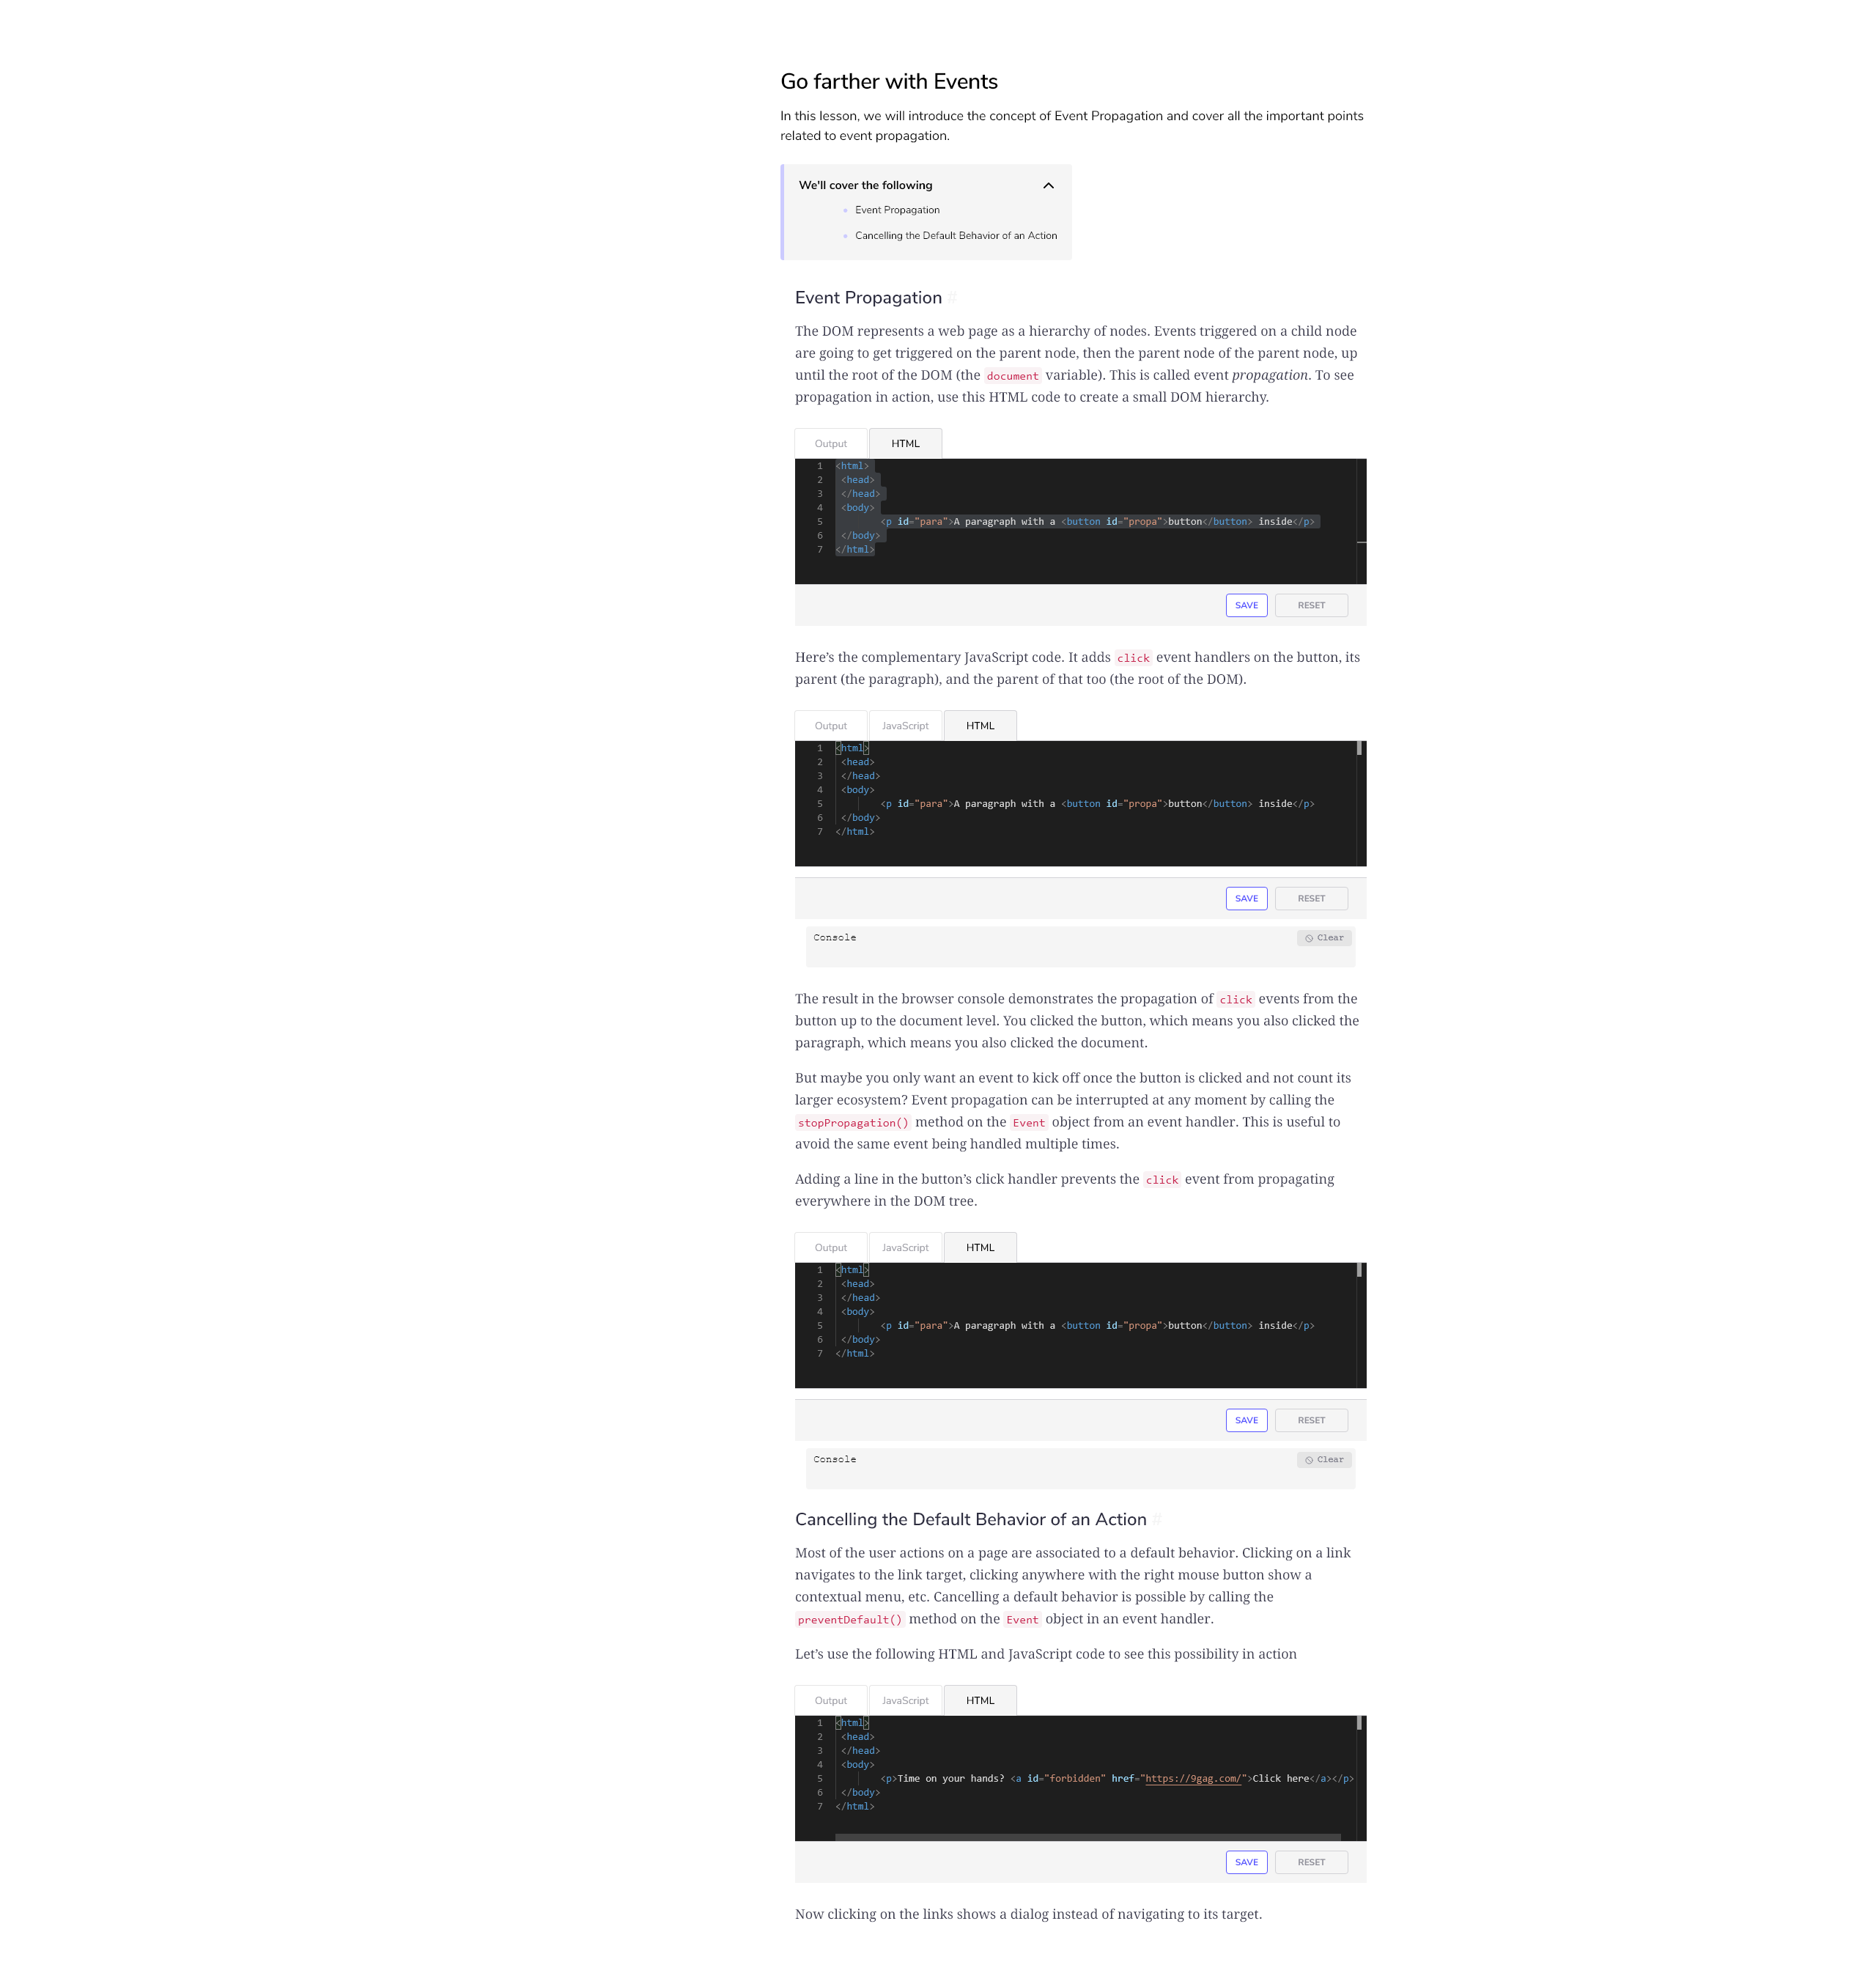 Go farther with Events
In this lesson, we will introduce the concept of Event Propagation and cover all the important points
related to event propagation.
We'll cover the following
Event Propagation
Cancelling the Default Behavior of an Action
Event Propagation #
The DOM represents a web page as a hierarchy of nodes. Events triggered on a child node
are going to get triggered on the parent node, then the parent node of the parent node, up
until the root of the DOM (the document variable). This is called event propagation. To see
propagation in action, use this HTML code to create a small DOM hierarchy.
Output HTML
1 <html>
2 <head>
3 </head>
4 <body>
5 <p id="para">A paragraph with a <button id="propa">button</button> inside</p>
6 </body>
7 </html>
SAVE RESET
Here’s the complementary JavaScript code. It adds click event handlers on the button, its
parent (the paragraph), and the parent of that too (the root of the DOM).
Output JavaScript HTML
1 <html>
2 <head>
3 </head>
4 <body>
5 <p id="para">A paragraph with a <button id="propa">button</button> inside</p>
6 </body>
7 </html>
SAVE RESET
Console Clear
The result in the browser console demonstrates the propagation of click events from the
button up to the document level. You clicked the button, which means you also clicked the
paragraph, which means you also clicked the document.
But maybe you only want an event to kick off once the button is clicked and not count its
larger ecosystem? Event propagation can be interrupted at any moment by calling the
stopPropagation() method on the Event object from an event handler. This is useful to
avoid the same event being handled multiple times.
Adding a line in the button’s click handler prevents the click event from propagating
everywhere in the DOM tree.
Output JavaScript HTML
1 <html>
2 <head>
3 </head>
4 <body>
5 <p id="para">A paragraph with a <button id="propa">button</button> inside</p>
6 </body>
7 </html>
SAVE RESET
Console Clear
Cancelling the Default Behavior of an Action #
Most of the user actions on a page are associated to a default behavior. Clicking on a link
navigates to the link target, clicking anywhere with the right mouse button show a
contextual menu, etc. Cancelling a default behavior is possible by calling the
preventDefault() method on the Event object in an event handler.
Let’s use the following HTML and JavaScript code to see this possibility in action
Output JavaScript HTML
1 <html>
2 <head>
3 </head>
4 <body>
5 <p>Time on your hands? <a id="forbidden" href="https://9gag.com/">Click here</a></p>
6 </body>
7 </html>
SAVE RESET
Now clicking on the links shows a dialog instead of navigating to its target.